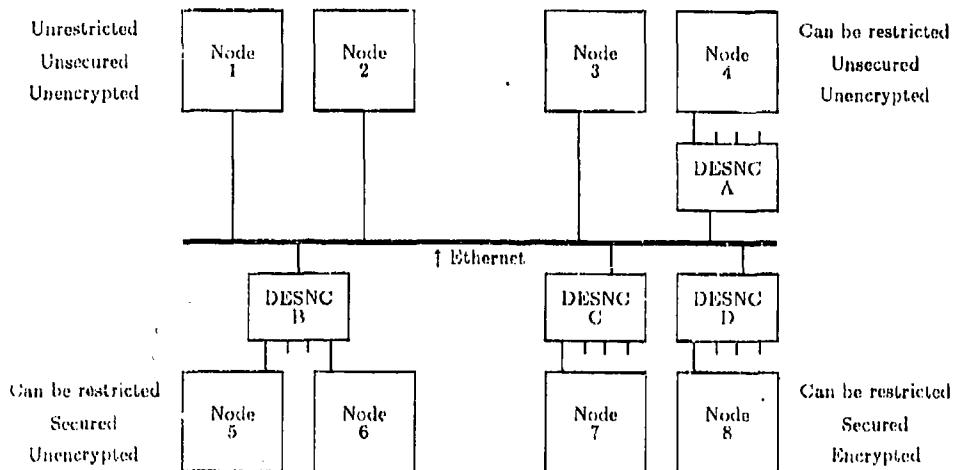 Unrestricted
Unsecured
Unencrypted
Node
1
Node
2
Node
3
Node
4
Can be restricted
Unsecured
Unencrypted
DESNC
A
↑ Ethernet
DESNC
B
DESNC
C
DESNC
D
Can be restricted
Secured
Unencrypted
Node
5
Node
6
Node
7
Node
8
Can be restricted
Secured
Encrypted